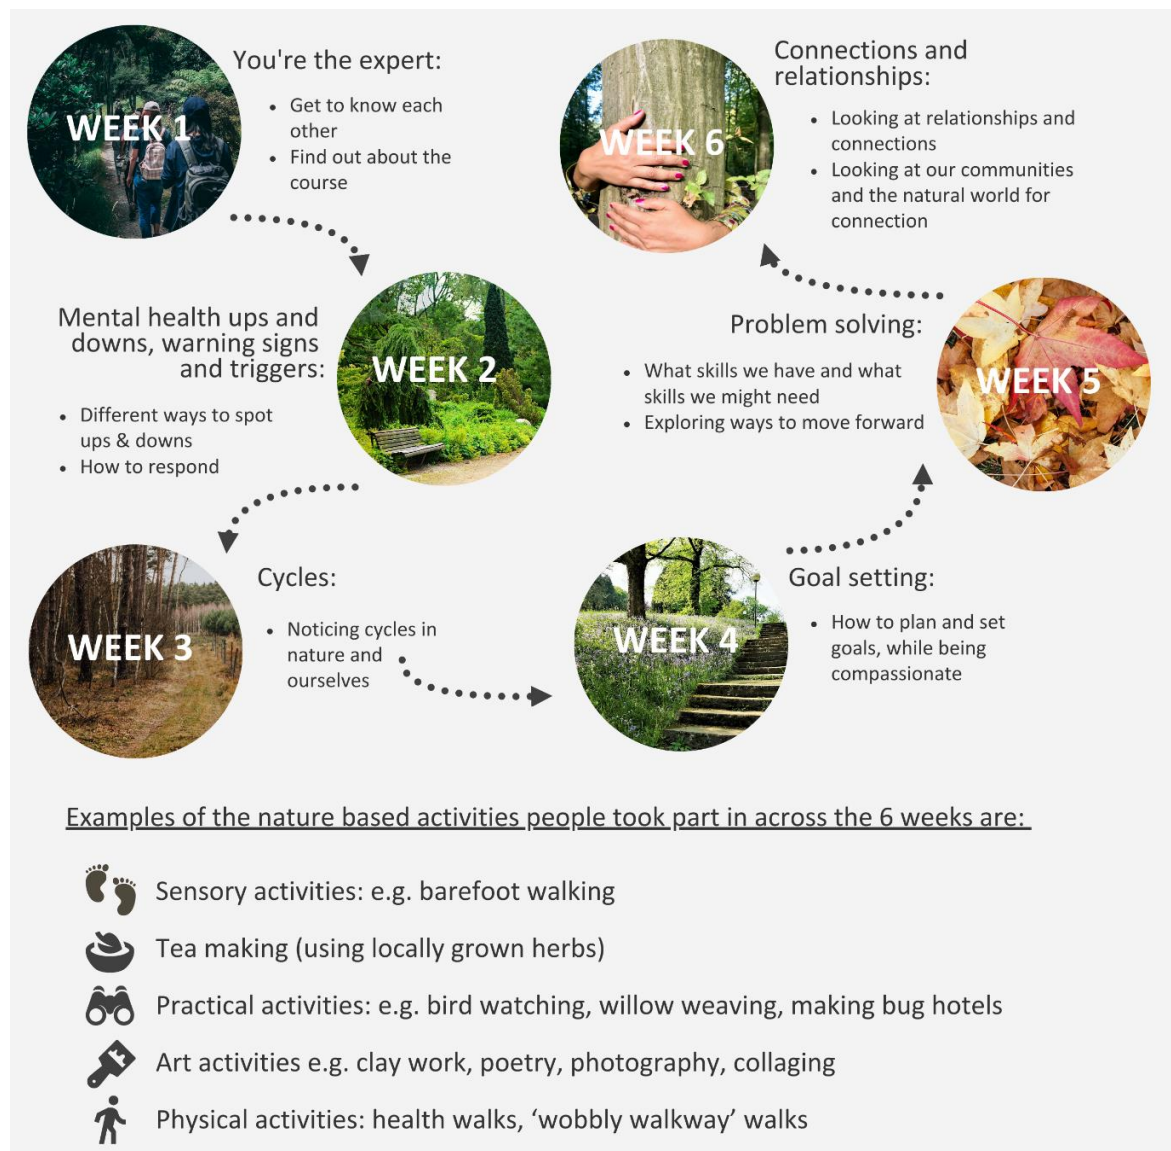 WEEK 1
You're the expert:
• Get to know each
other
• Find out about the
course
WEEK 2
Mental health ups and
downs, warning signs
and triggers:
• Different ways to spot
ups & downs
• How to respond
WEEK 3
Cycles:
• Noticing cycles in
nature and
ourselves
WEEK 4
Goal setting:
• How to plan and set
goals, while being
compassionate
WEEK 5
Problem solving:
• What skills we have and what
skills we might need
• Exploring ways to move forward
WEEK 6
Connections and
relationships:
• Looking at relationships and
connections
• Looking at our communities
and the natural world for
connection
Examples of the nature based activities people took part in across the 6 weeks are:
Sensory activities: e.g. barefoot walking
Tea making (using locally grown herbs)
Practical activities: e.g. bird watching, willow weaving, making bug hotels
Art activities e.g. clay work, poetry, photography, collaging
Physical activities: health walks, ‘wobbly walkway’ walks